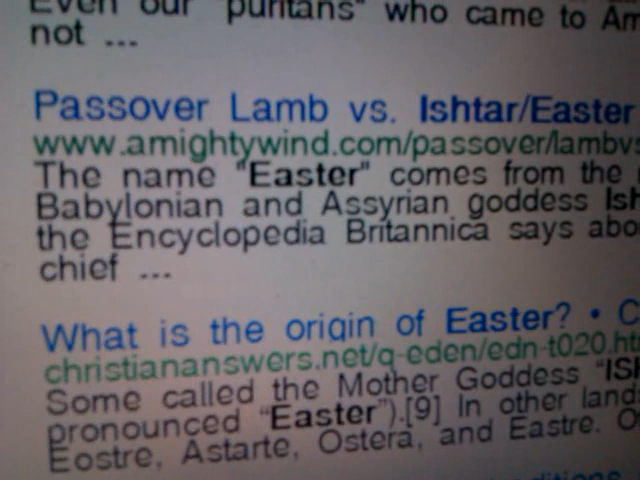 Even our "puritans" who came to Am
not ...
Passover Lamb vs. Ishtar/Easter
www.amightywind.com/passover/lambvs
The name "Easter" comes from the
Babylonian and Assyrian goddess Ish
the Encyclopedia Britannica says abo
chief ...
What is the origin of Easter? • C
christiananswers.net/q-eden/edn-t020.ht
Some called the Mother Goddess "ISH
pronounced "Easter").[9] In other land
Eostre, Astarte, Ostera, and Eastre. O